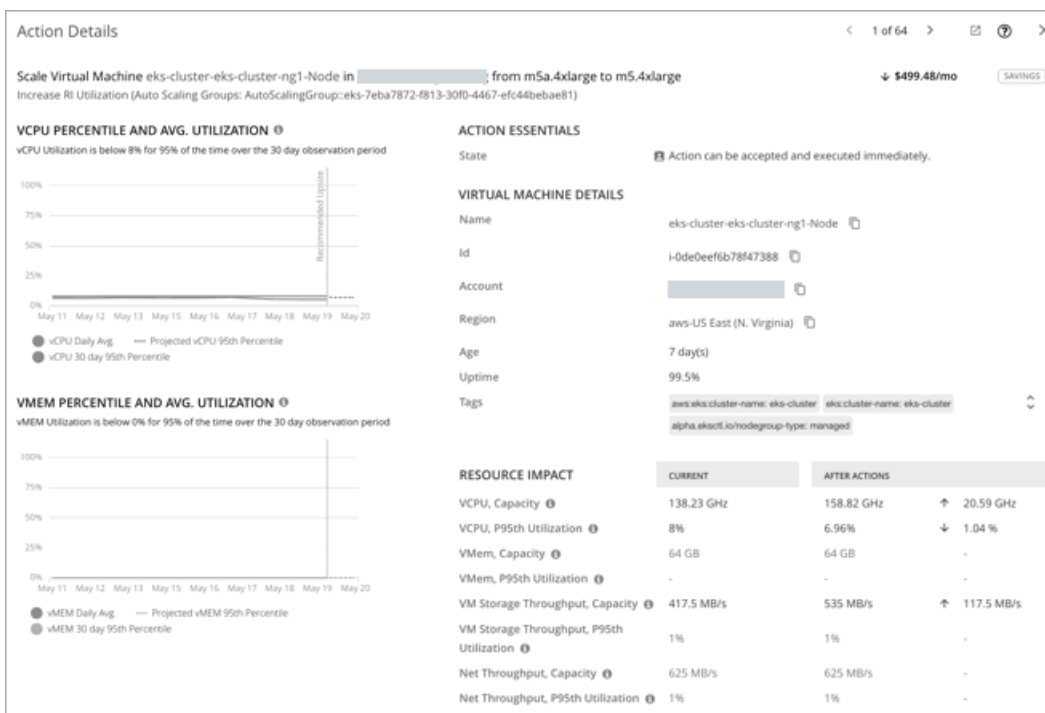 Action Details
1 of 64
Scale Virtual Machine eks-cluster-eks-cluster-ng1-Node in from m5a.4xlarge to m5.4xlarge
$499.48/mo
SAVINGS
Increase RI Utilization (Auto Scaling Groups: AutoScalingGroup::eks-7eba7872-f813-30f0-4467-efc44bebae81)
VCPU PERCENTILE AND AVG. UTILIZATION
vCPU Utilization is below 8% for 95% of the time over the 30 day observation period
100%
75%
50%
25%
0%
Recommended Upsize
May 11 May 12 May 13 May 15 May 16 May 17 May 18 May 19 May 20
vCPU Daily Avg. Projected vCPU 95th Percentile
vCPU 30 day 95th Percentile
VMEM PERCENTILE AND AVG. UTILIZATION
vMEM Utilization is below 0% for 95% of the time over the 30 day observation period
100%
75%
50%
25%
0%
May 11 May 12 May 13 May 15 May 16 May 17 May 18 May 19 May 20
vMEM Daily Avg. Projected vMEM 95th Percentile
vMEM 30 day 95th Percentile
ACTION ESSENTIALS
State Action can be accepted and executed immediately.
VIRTUAL MACHINE DETAILS
Name eks-cluster-eks-cluster-ng1-Node
Id i-0de0eef6b78f47388
Account
Region aws-US East (N. Virginia)
Age 7 day(s)
Uptime 99.5%
Tags aws:eks:cluster-name: eks-cluster eks:cluster-name: eks-cluster
alpha.eksctl.io/nodegroup-type: managed
RESOURCE IMPACT CURRENT AFTER ACTIONS
VCPU, Capacity 138.23 GHz 158.82 GHz 20.59 GHz
VCPU, P95th Utilization 8% 6.96% 1.04 %
VMem, Capacity 64 GB 64 GB -
VMem, P95th Utilization - - -
VM Storage Throughput, Capacity 417.5 MB/s 535 MB/s 117.5 MB/s
VM Storage Throughput, P95th
Utilization 1% 1% -
Net Throughput, Capacity 625 MB/s 625 MB/s -
Net Throughput, P95th Utilization 1% 1% -